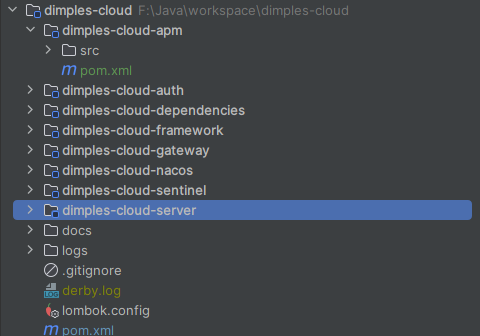 dimples-cloud F:\Java\workspace\dimples-cloud
dimples-cloud-apm
src
m pom.xml
dimples-cloud-auth
dimples-cloud-dependencies
dimples-cloud-framework
dimples-cloud-gateway
dimples-cloud-nacos
dimples-cloud-sentinel
dimples-cloud-server
docs
logs
.gitignore
LOG derby.log
lombok.config
m pom.xml